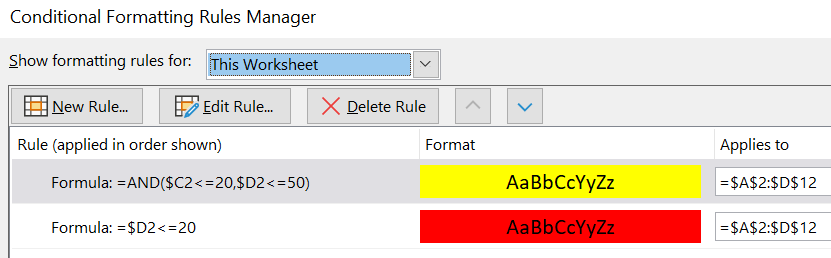 Conditional Formatting Rules Manager
Show formatting rules for: This Worksheet
New Rule... Edit Rule... Delete Rule
Rule (applied in order shown) Format Applies to
Formula: =AND($C2<=20,$D2<=50) AaBbCcYyZz =$A$2:$D$12
Formula: =$D2<=20 AaBbCcYyZz =$A$2:$D$12